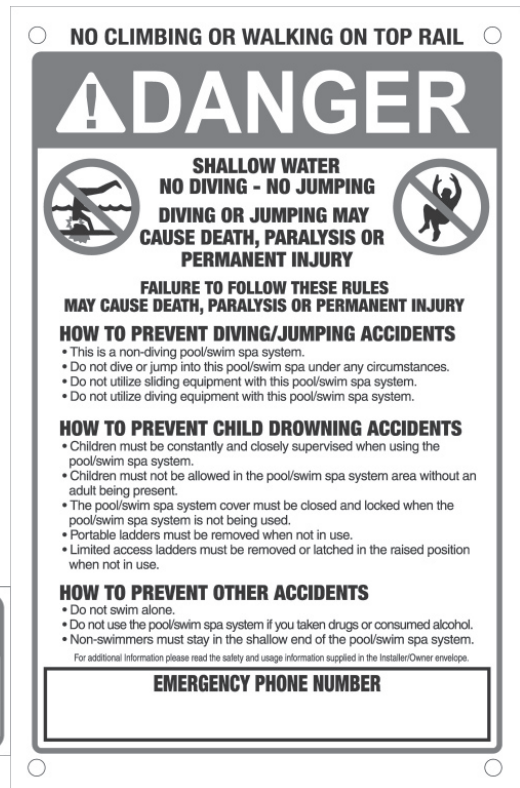 NO CLIMBING OR WALKING ON TOP RAIL
DANGER
SHALLOW WATER
NO DIVING - NO JUMPING
DIVING OR JUMPING MAY
CAUSE DEATH, PARALYSIS OR
PERMANENT INJURY
FAILURE TO FOLLOW THESE RULES
MAY CAUSE DEATH, PARALYSIS OR PERMANENT INJURY
HOW TO PREVENT DIVING/JUMPING ACCIDENTS
• This is a non-diving pool/swim spa system.
• Do not dive or jump into this pool/swim spa under any circumstances.
• Do not utilize sliding equipment with this pool/swim spa system.
• Do not utilize diving equipment with this pool/swim spa system.
HOW TO PREVENT CHILD DROWNING ACCIDENTS
• Children must be constantly and closely supervised when using the
pool/swim spa system.
• Children must not be allowed in the pool/swim spa system area without an
adult being present.
• The pool/swim spa system cover must be closed and locked when the
pool/swim spa system is not being used.
• Portable ladders must be removed when not in use.
• Limited access ladders must be removed or latched in the raised position
when not in use.
HOW TO PREVENT OTHER ACCIDENTS
• Do not swim alone.
• Do not use the pool/swim spa system if you taken drugs or consumed alcohol.
• Non-swimmers must stay in the shallow end of the pool/swim spa system.
For additional Information please read the safety and usage information supplied in the Installer/Owner envelope.
EMERGENCY PHONE NUMBER